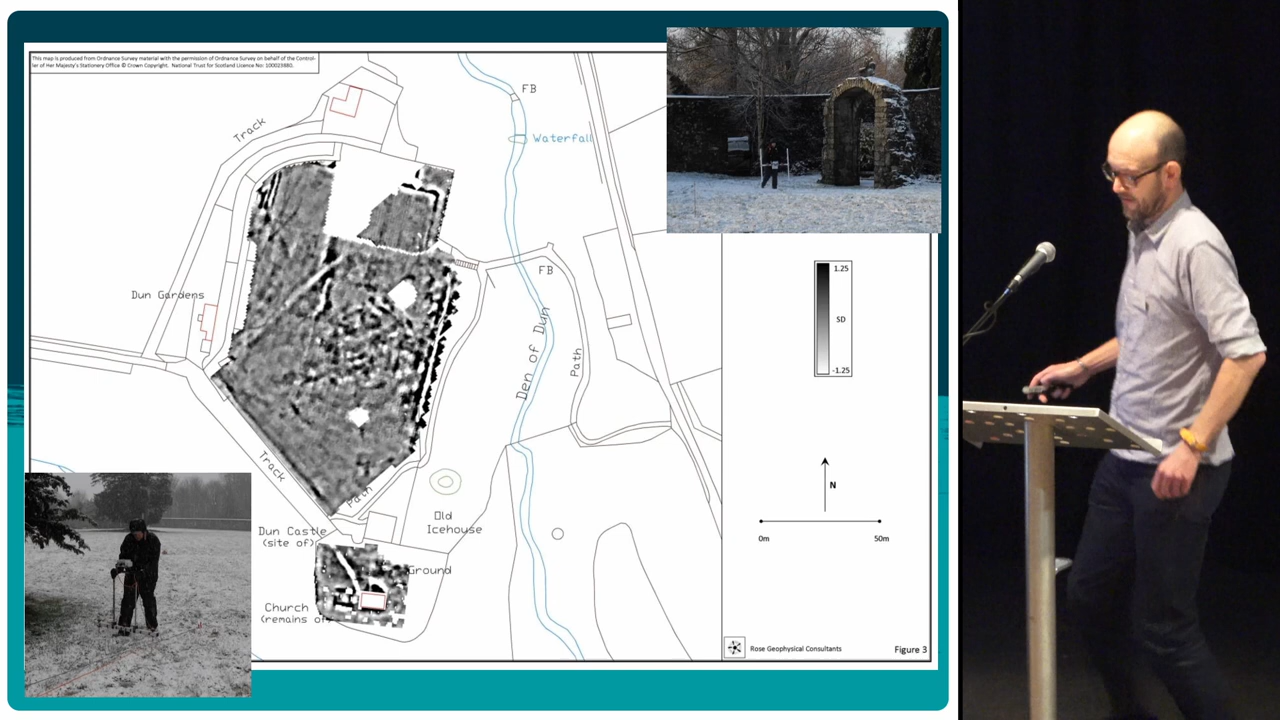 This map is produced from Ordnance Survey material with the permission of Ordnance Survey on behalf of the Control-
ler of Her Majesty's Stationery Office © Crown Copyright. National Trust for Scotland Licence No: 100023880.
FB
Track
Waterfall
FB
1.25
Dun Gardens
SD
Den of Dun
Path
-1.25
Track
N
Path
Old
Icehouse
Dun Castle
(site of)
0m
50m
Ground
Church
(remains of)
Rose Geophysical Consultants
Figure 3